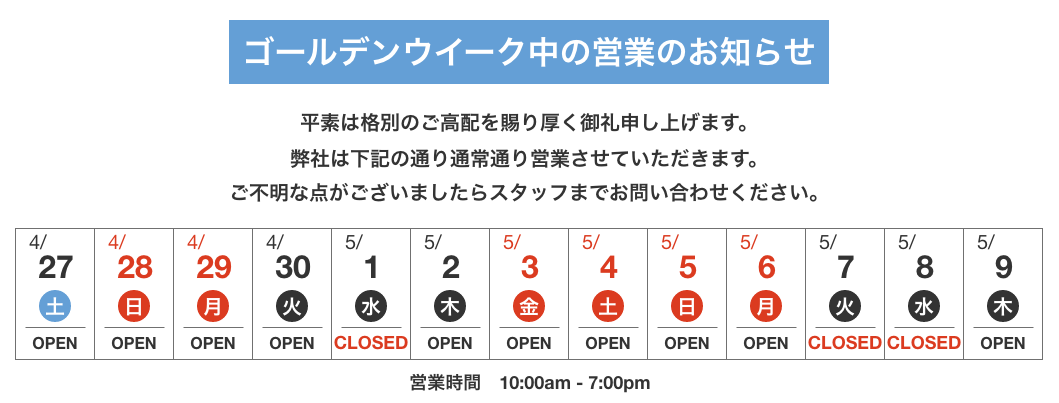 ゴールデンウイーク中の営業のお知らせ
平素は格別のご高配を賜り厚く御礼申し上げます。
弊社は下記の通り通常通り営業させていただきます。
ご不明な点がございましたらスタッフまでお問い合わせください。
4/ 4/ 4/ 4/ 5/ 5/ 5/ 5/ 5/ 5/ 5/ 5/ 5/
27 28 29 30 1 2 3 4 5 6 7 8 9
土 日 月 火 水 木 金 土 日 月 火 水 木
OPEN OPEN OPEN OPEN CLOSED OPEN OPEN OPEN OPEN OPEN CLOSED CLOSED OPEN
営業時間 10:00am - 7:00pm